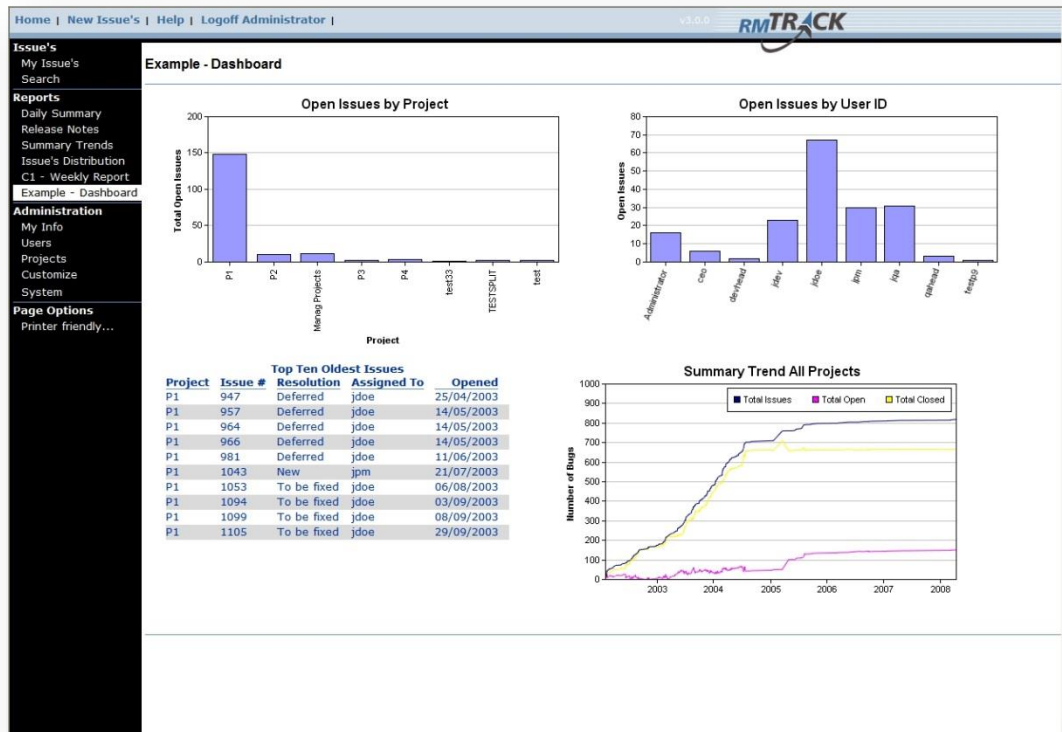 Home | New Issue's | Help | Logoff Administrator |
v3.0.0
RMTRACK
Issue's
My Issue's
Search
Reports
Daily Summary
Release Notes
Summary Trends
Issue's Distribution
C1 - Weekly Report
Example - Dashboard
Administration
My Info
Users
Projects
Customize
System
Page Options
Printer friendly...
Example - Dashboard
Open Issues by Project
Total Open Issues
200
150
100
50
0
P1
P2
Manag Projects
P3
P4
test33
TESTSPLIT
test
Project
Open Issues by User ID
Open Issues
80
70
60
50
40
30
20
10
0
Administrator
ceo
devhead
jdev
jdoe
jpm
jqa
qahead
testp9
Top Ten Oldest Issues
Project Issue # Resolution Assigned To Opened
P1 947 Deferred jdoe 25/04/2003
P1 957 Deferred jdoe 14/05/2003
P1 964 Deferred jdoe 14/05/2003
P1 966 Deferred jdoe 14/05/2003
P1 981 Deferred jdoe 11/06/2003
P1 1043 New jpm 21/07/2003
P1 1053 To be fixed jdoe 06/08/2003
P1 1094 To be fixed jdoe 03/09/2003
P1 1099 To be fixed jdoe 08/09/2003
P1 1105 To be fixed jdoe 29/09/2003
Summary Trend All Projects
Total Issues Total Open Total Closed
Number of Bugs
1000
900
800
700
600
500
400
300
200
100
0
2003 2004 2005 2006 2007 2008